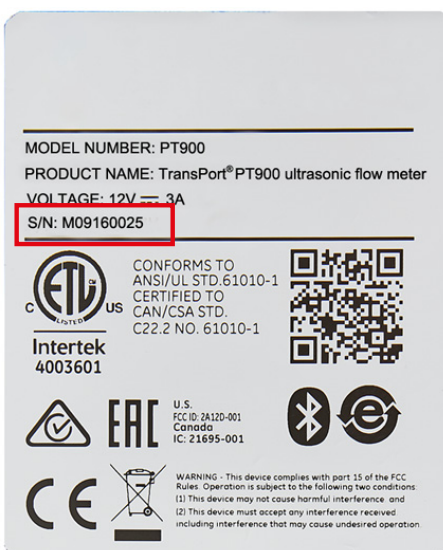 MODEL NUMBER: PT900
PRODUCT NAME: TransPort® PT900 ultrasonic flow meter
VOLTAGE: 12V ⎓ 3A
S/N: M09160025
CONFORMS TO
ANSI/UL STD.61010-1
CERTIFIED TO
CAN/CSA STD.
C22.2 NO. 61010-1
C ETL US
LISTED
Intertek
4003601
EAC
U.S.
FCC ID: 2A12D-001
Canada
IC: 21695-001
CE
WARNING - This device complies with part 15 of the FCC
Rules. Operation is subject to the following two conditions:
(1) This device may not cause harmful interference. and
(2) This device must accept any interference received.
including interference that may cause undesired operation.